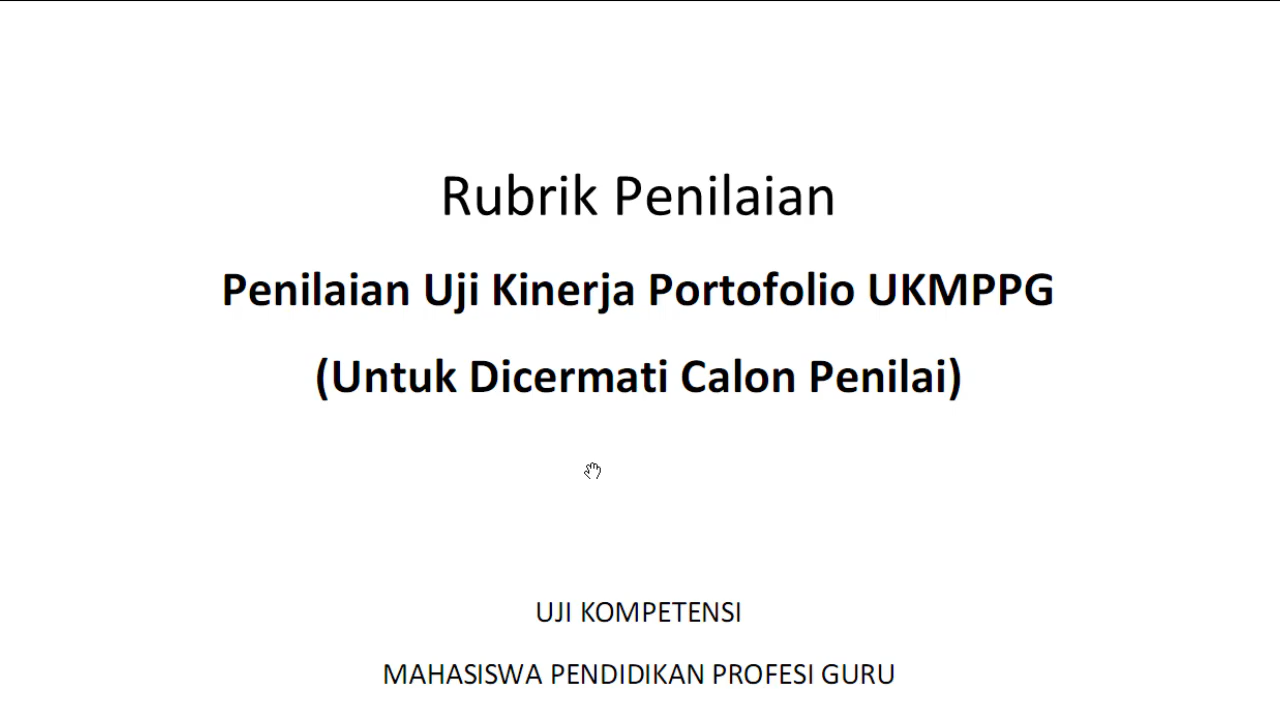 Rubrik Penilaian
Penilaian Uji Kinerja Portofolio UKMPPG
(Untuk Dicermati Calon Penilai)
UJI KOMPETENSI
MAHASISWA PENDIDIKAN PROFESI GURU